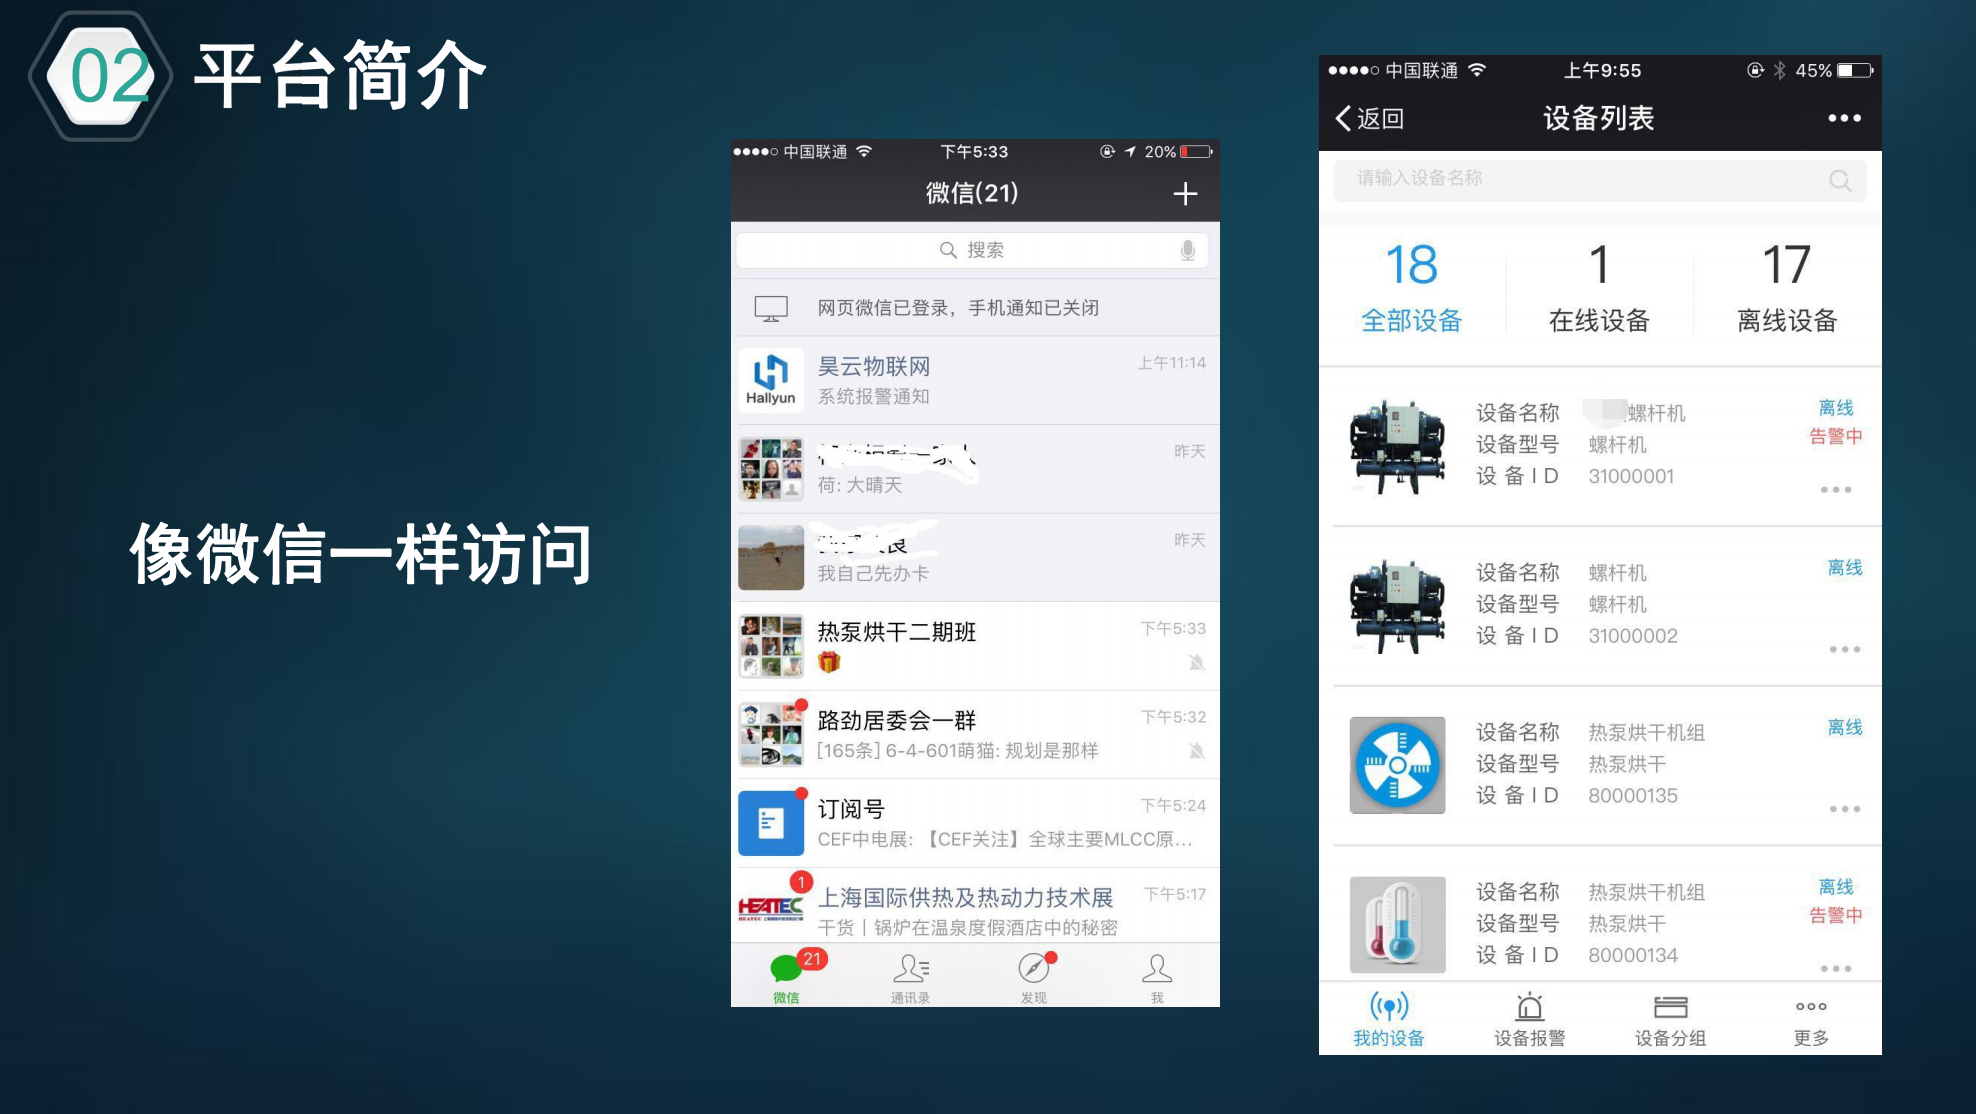 02 平台简介
像微信一样访问
中国联通 下午5:33 20%
微信(21)
搜索
网页微信已登录，手机通知已关闭
Hallyun
昊云物联网 上午11:14
系统报警通知
昨天
荷: 大晴天
昨天
我自己先办卡
热泵烘干二期班 下午5:33
路劲居委会一群 下午5:32
[165条] 6-4-601萌猫: 规划是那样
订阅号 下午5:24
CEF中电展: 【CEF关注】全球主要MLCC原...
1
HEATEC
上海国际供热及热动力技术展 下午5:17
干货 | 锅炉在温泉度假酒店中的秘密
21
微信 通讯录 发现 我
中国联通 上午9:55 45%
返回 设备列表
请输入设备名称
18 1 17
全部设备 在线设备 离线设备
设备名称 螺杆机 离线
设备型号 螺杆机 告警中
设备ID 31000001
设备名称 螺杆机 离线
设备型号 螺杆机
设备ID 31000002
设备名称 热泵烘干机组 离线
设备型号 热泵烘干
设备ID 80000135
设备名称 热泵烘干机组 离线
设备型号 热泵烘干 告警中
设备ID 80000134
我的设备 设备报警 设备分组 更多